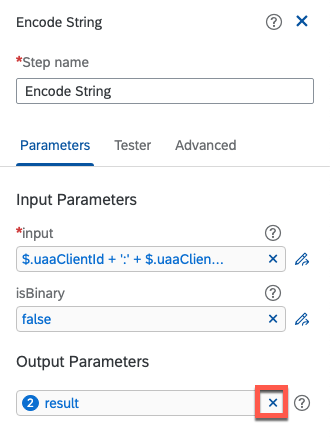 Encode String
*Step name
Encode String
Parameters Tester Advanced
Input Parameters
*input
$.uaaClientId + ':' + $.uaaClien...
isBinary
false
Output Parameters
2 result